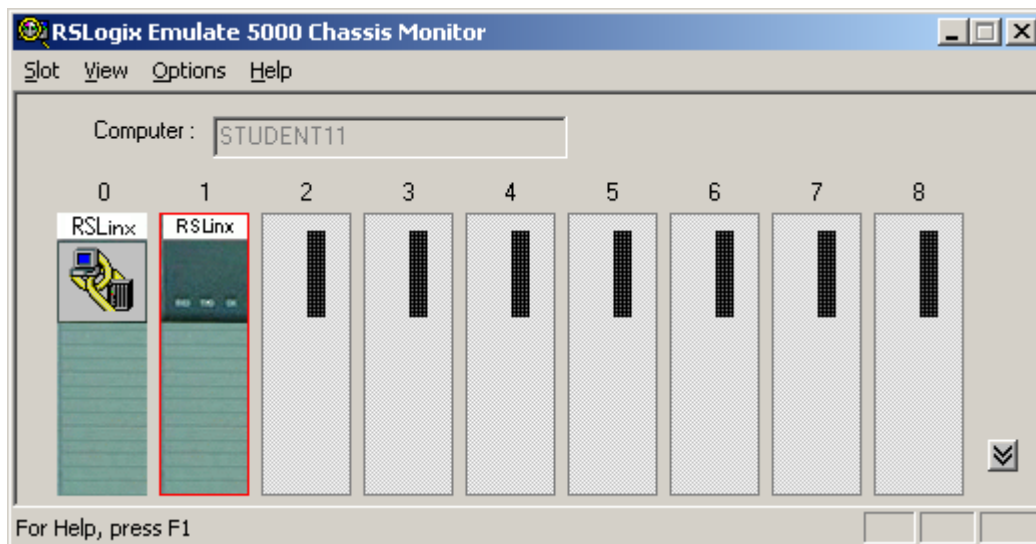 RSLogix Emulate 5000 Chassis Monitor
Slot View Options Help
Computer : STUDENT11
0 1 2 3 4 5 6 7 8
RSLinx RSLinx
For Help, press F1